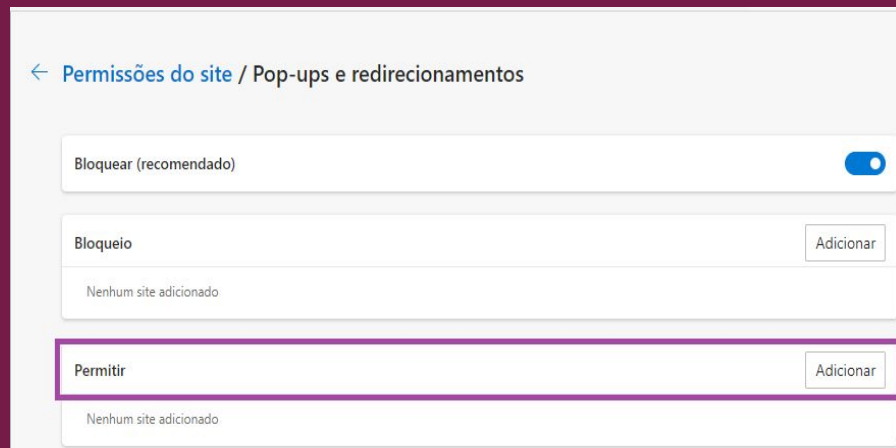 ← Permissões do site / Pop-ups e redirecionamentos
Bloquear (recomendado)
Bloqueio Adicionar
Nenhum site adicionado
Permitir Adicionar
Nenhum site adicionado